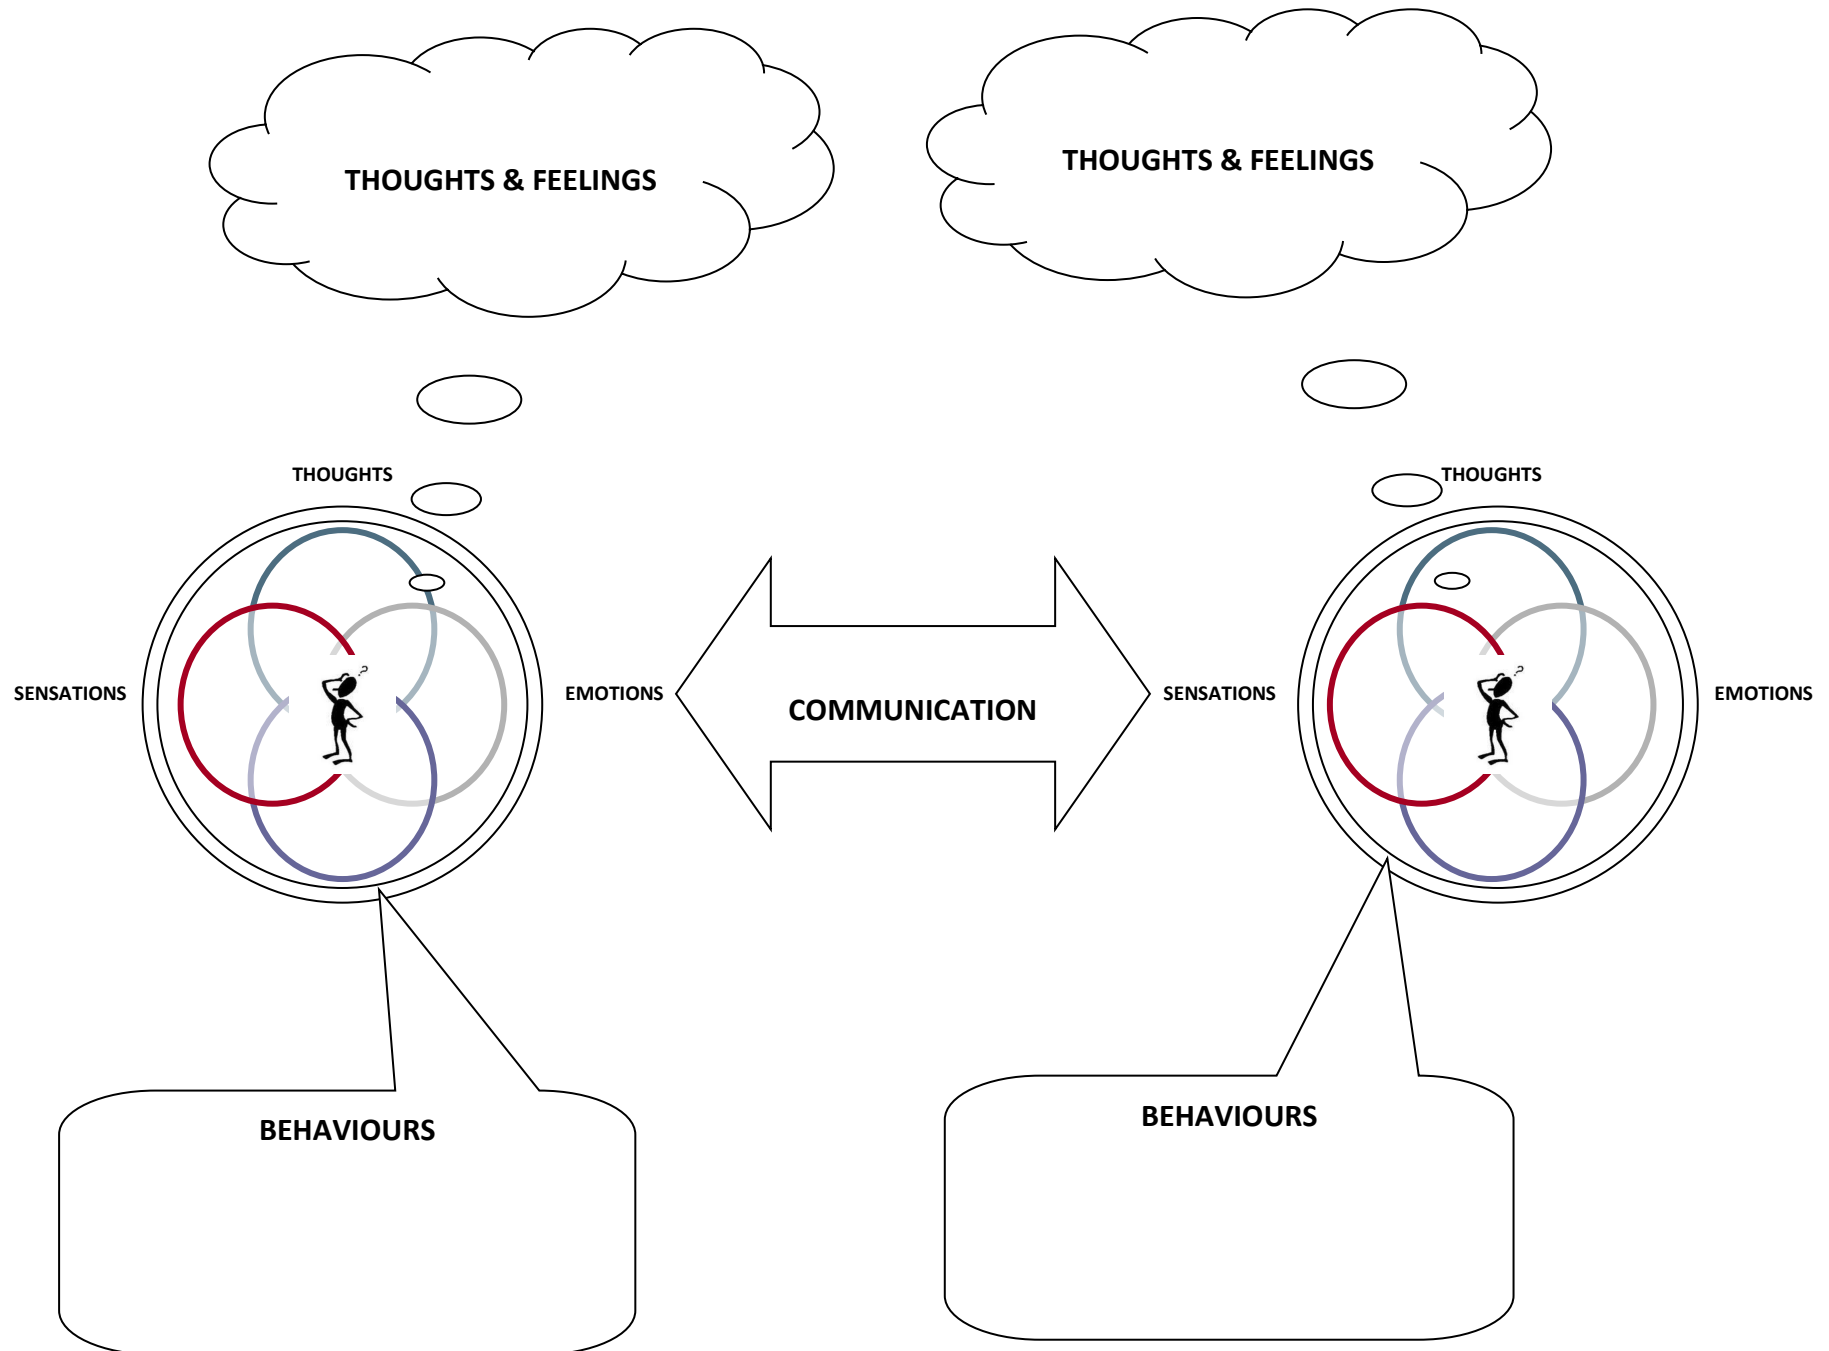 THOUGHTS & FEELINGS
THOUGHTS & FEELINGS
THOUGHTS
THOUGHTS
SENSATIONS
EMOTIONS
COMMUNICATION
SENSATIONS
EMOTIONS
?
?
BEHAVIOURS
BEHAVIOURS